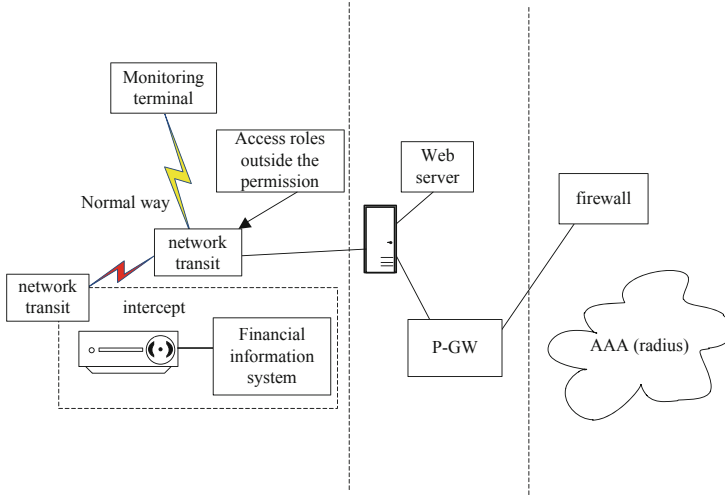 Monitoring
terminal
Access roles
outside the
permission
Normal way
network
transit
network
transit
intercept
Financial
information
system
Web
server
P-GW
firewall
AAA (radius)